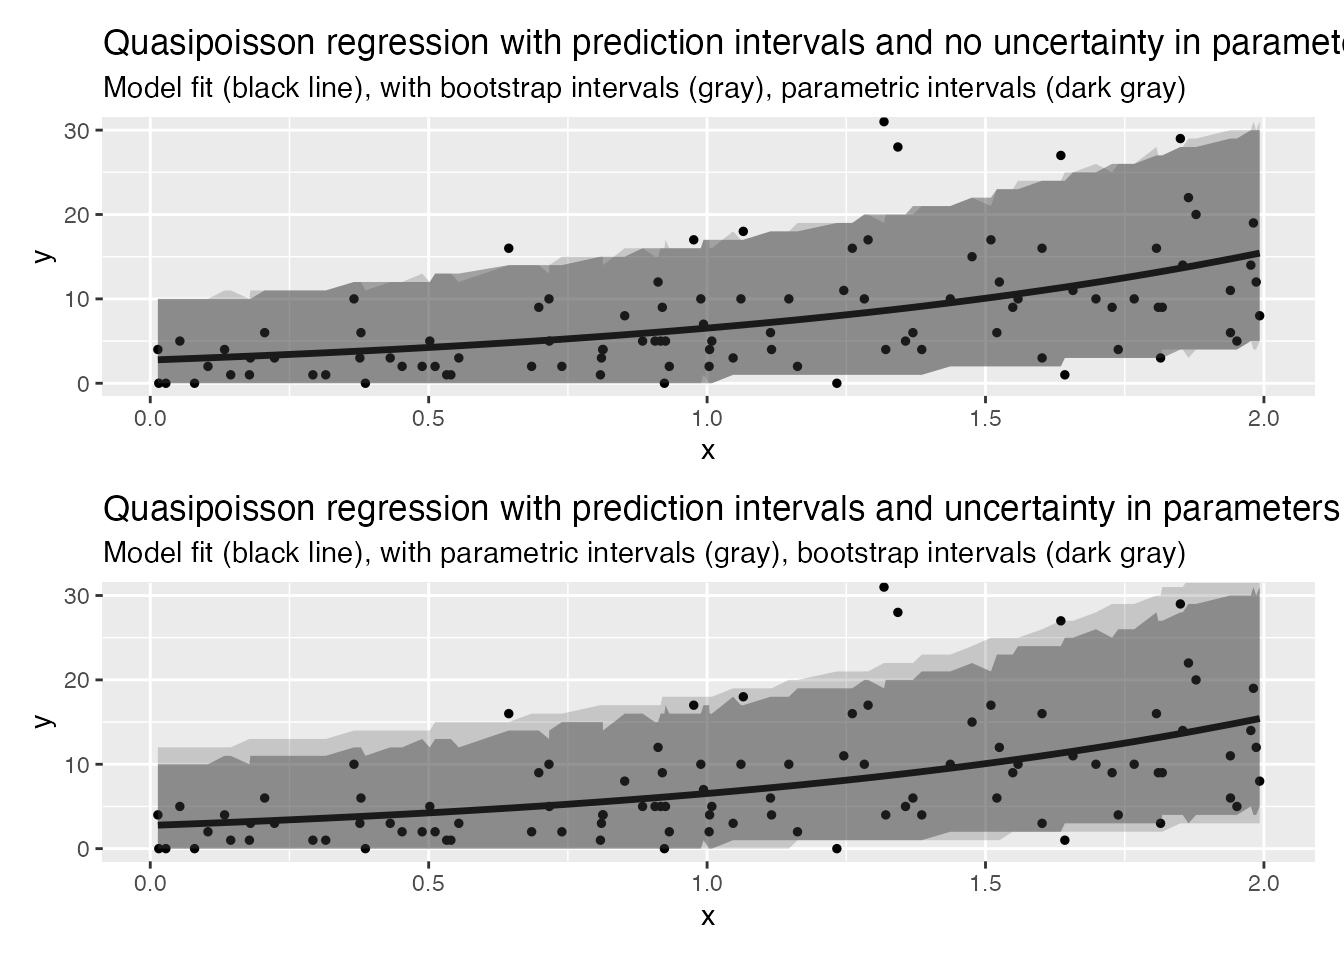 Quasipoisson regression with prediction intervals and no uncertainty in paramet
Model fit (black line), with bootstrap intervals (gray), parametric intervals (dark gray)
30
20
10
0
y
0.0 0.5 1.0 1.5 2.0
x
Quasipoisson regression with prediction intervals and uncertainty in parameters
Model fit (black line), with parametric intervals (gray), bootstrap intervals (dark gray)
30
20
10
0
y
0.0 0.5 1.0 1.5 2.0
x